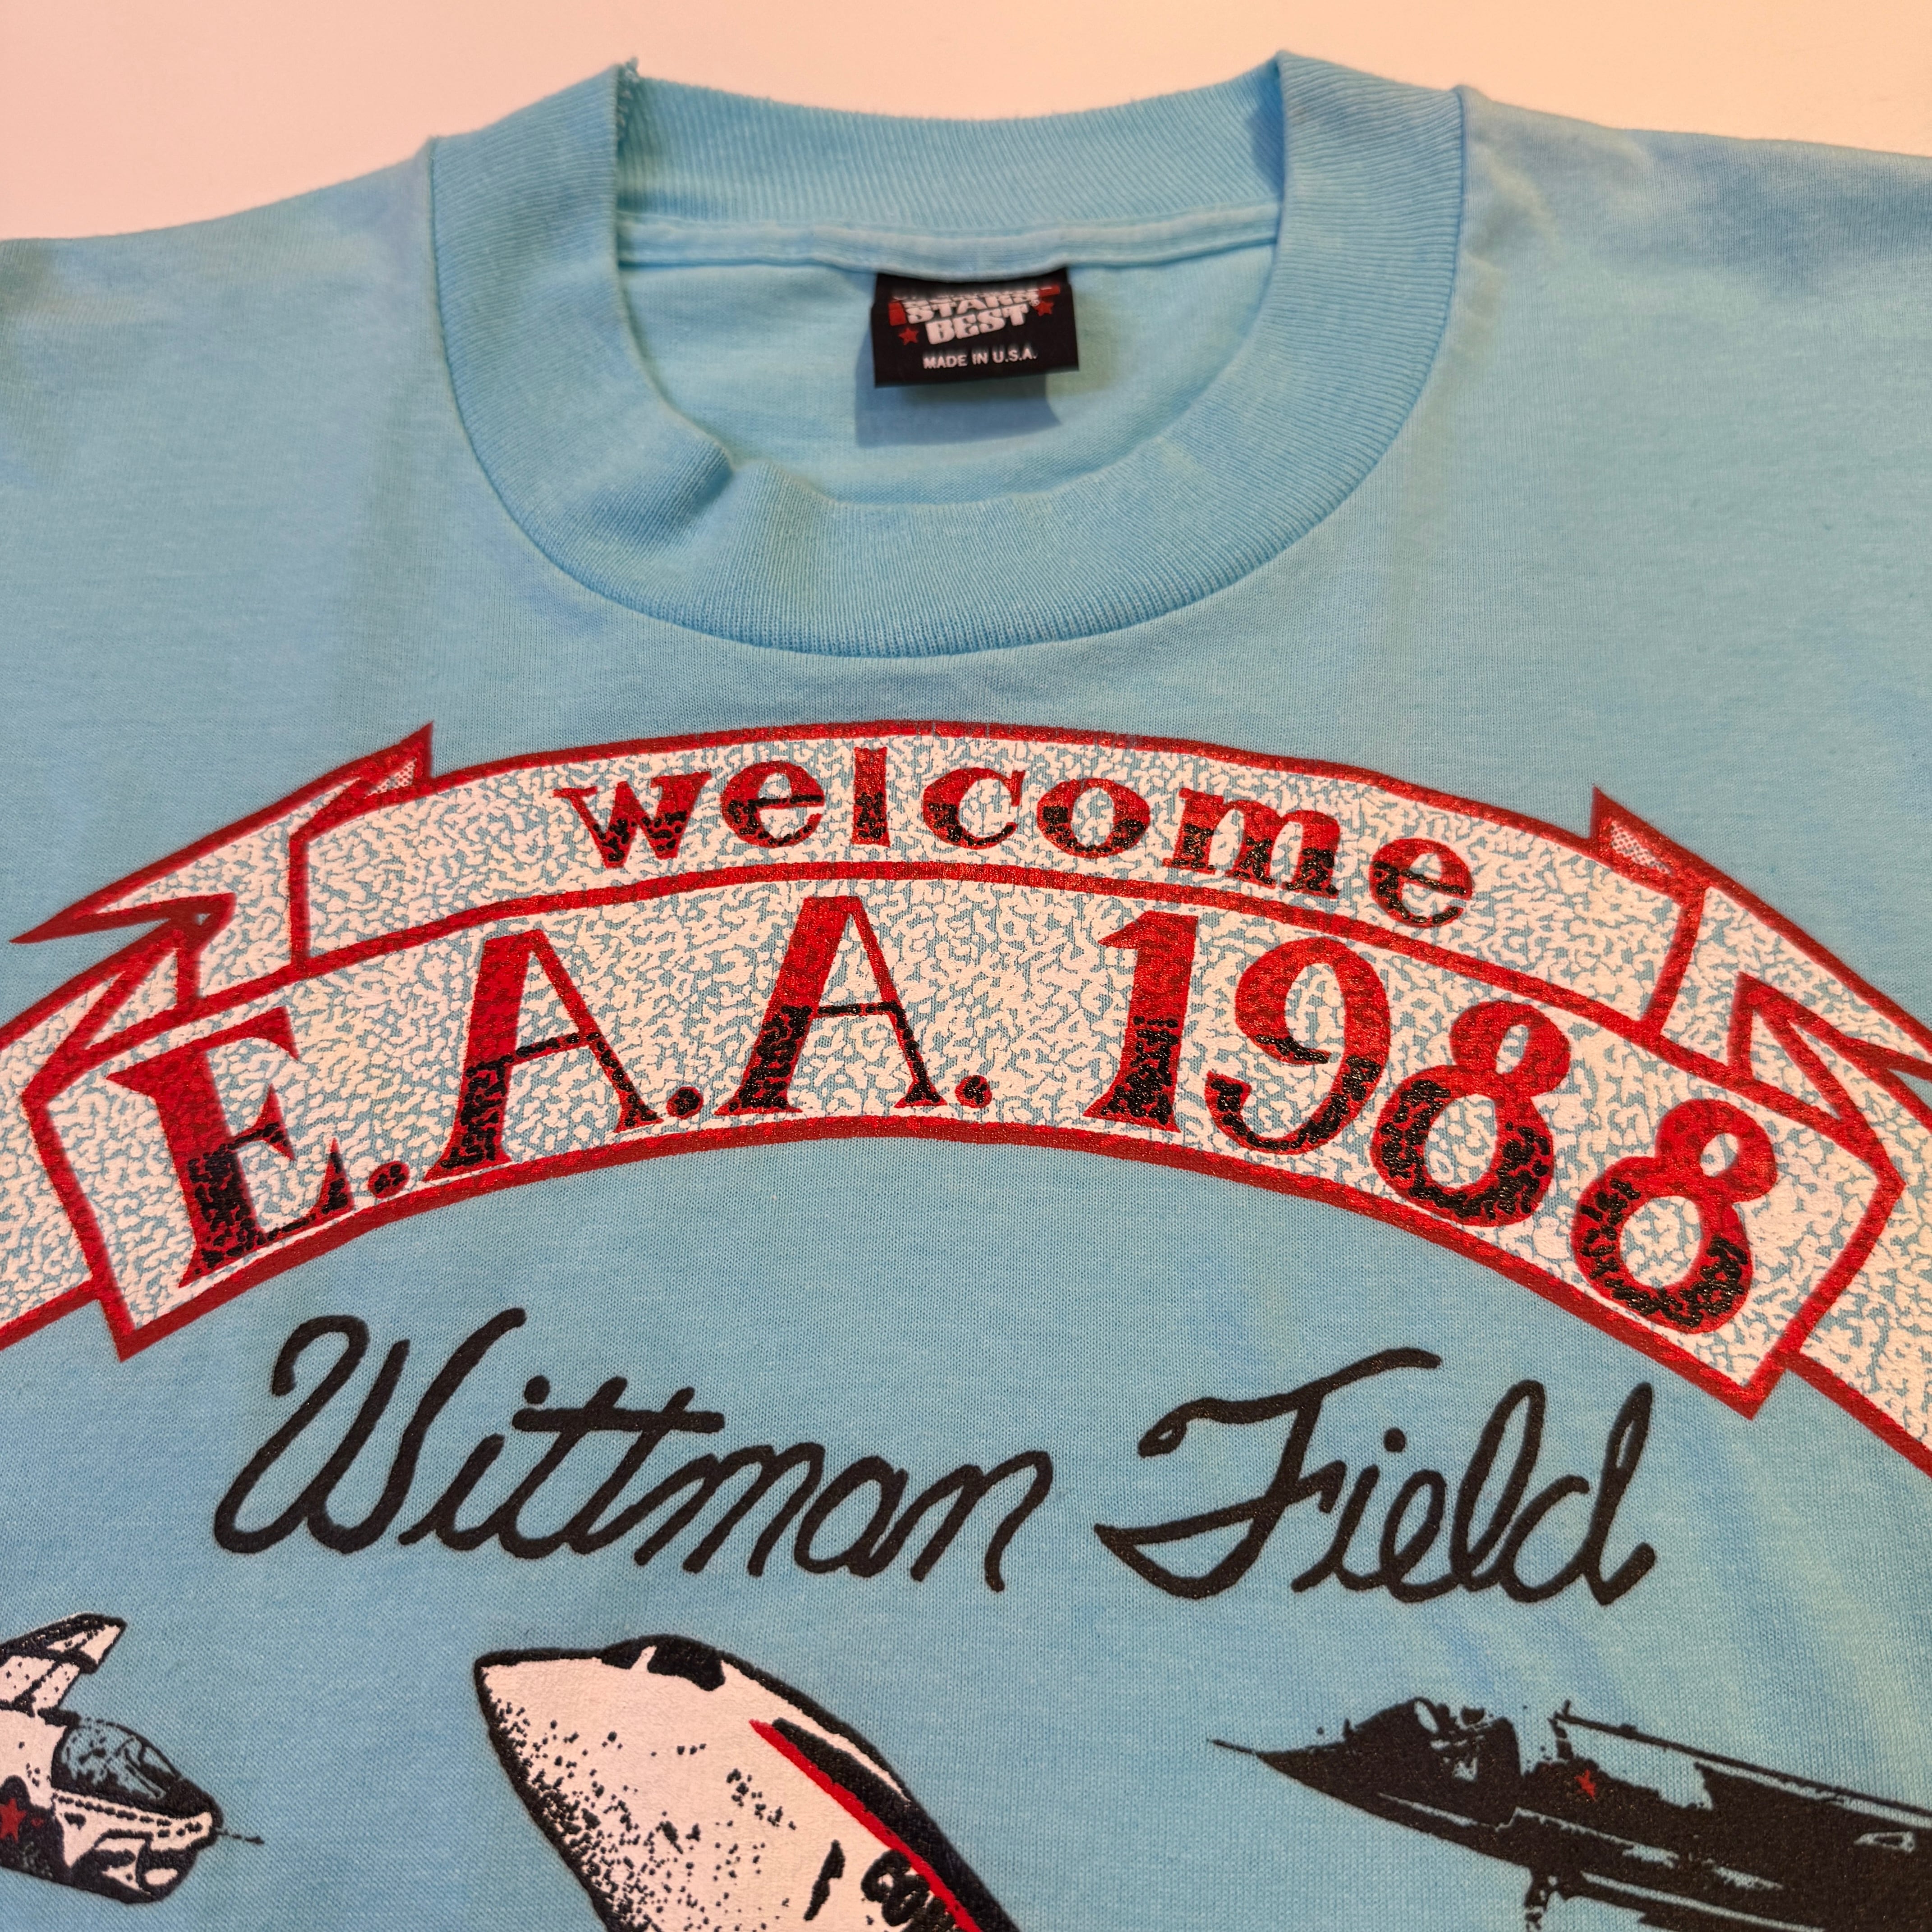 STARS
BEST
MADE IN U.S.A.
welcome
E.A.A. 1988
Wittman Field